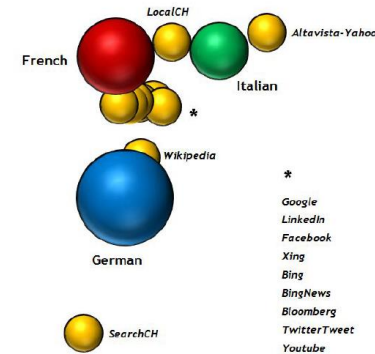 LocalCH
Altavista-Yahoo
French
Italian
*
Wikipedia
*
German
Google
LinkedIn
Facebook
Xing
Bing
BingNews
Bloomberg
TwitterTweet
Youtube
SearchCH